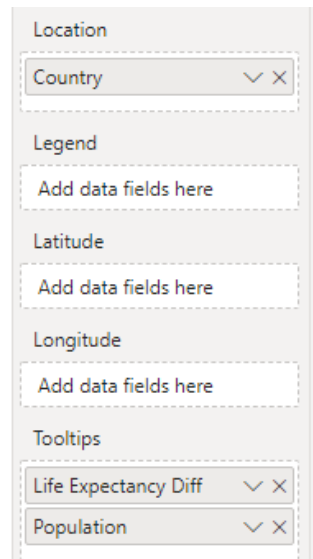 Location
Country
Legend
Add data fields here
Latitude
Add data fields here
Longitude
Add data fields here
Tooltips
Life Expectancy Diff
Population